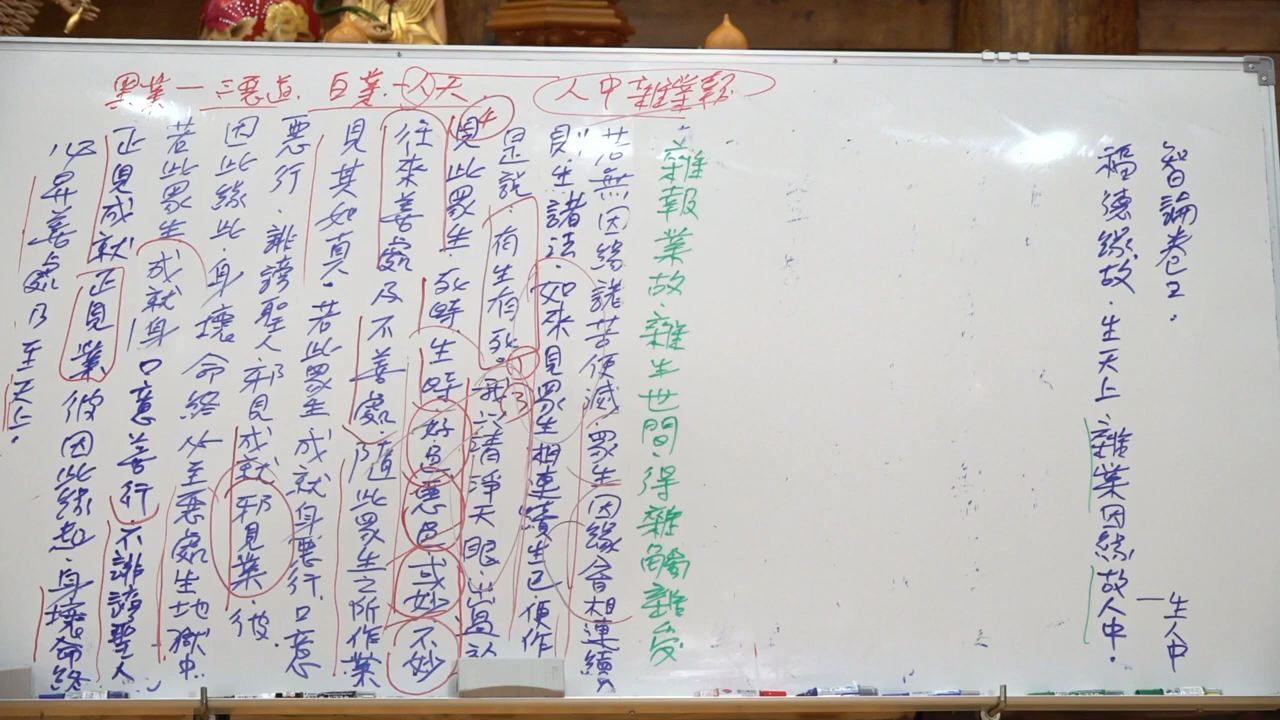 黑業一三惡道 白業一人天 人中雜業報
智論卷2.
福德緣故.生天上.雜業因緣故人中.
一生人中
雜報業故.雜生世間.得雜觸雜受
若無因緣諸苦便滅.眾生因緣會相連續
則生諸法.如來見眾生相連續生已.便作
是說.有生有死.我以清淨天眼.出過於人
見此眾生.死時生時好色惡色或妙不妙
往來善處及不善處.隨此眾生之所作業
見其如真.若此眾生成就身惡行.口意
惡行.誹謗聖人邪見成就邪見業.彼
因此緣此.身壞命終必至惡處生地獄中
若此眾生成就身口意善行.不誹謗聖人
正見成就正見業彼因此緣起.身壞命終
必昇善處乃至天上.
①
③
④